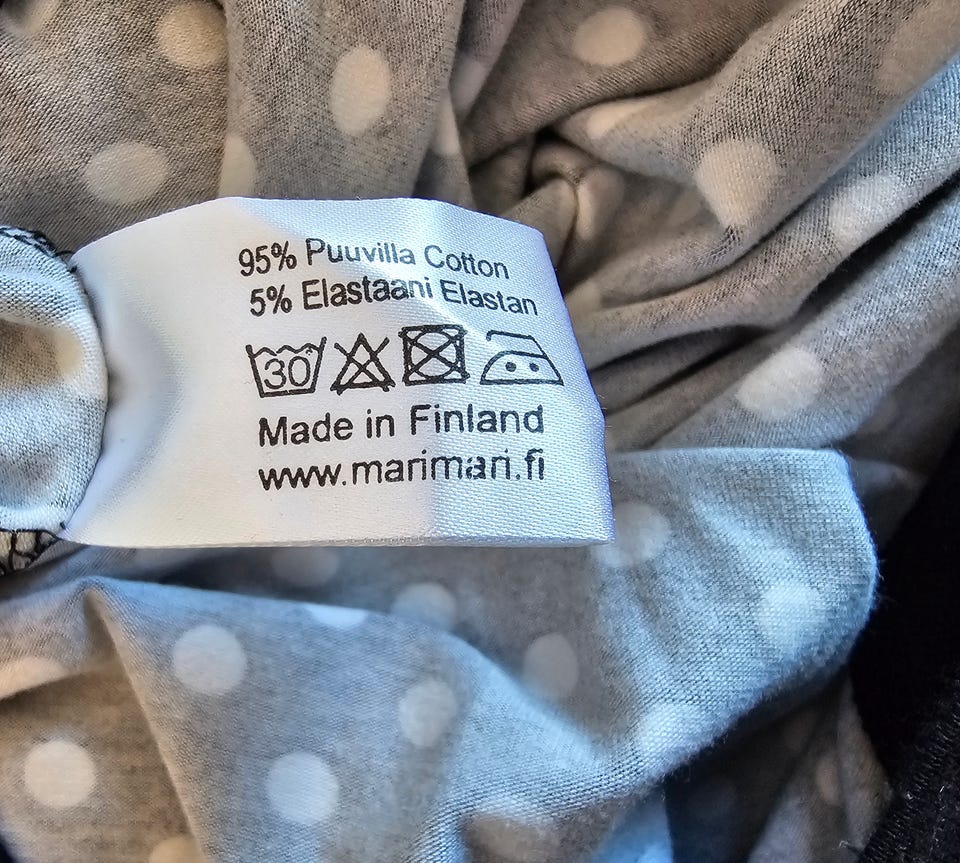 95% Puuvilla Cotton
5% Elastaani Elastan
30
Made in Finland
www.marimari.fi